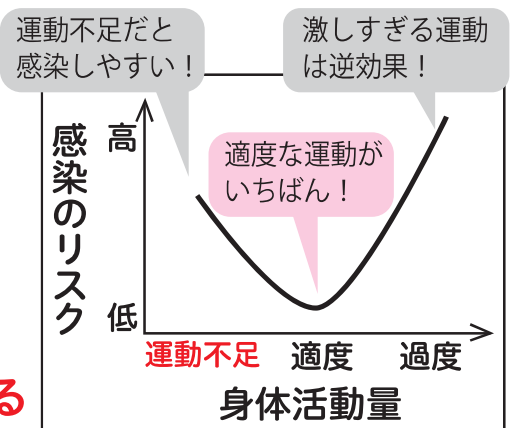 運動不足だと
感染しやすい！
激しすぎる運動
は逆効果！
適度な運動が
いちばん！
感染のリスク
高
低
運動不足
適度
過度
身体活動量
る